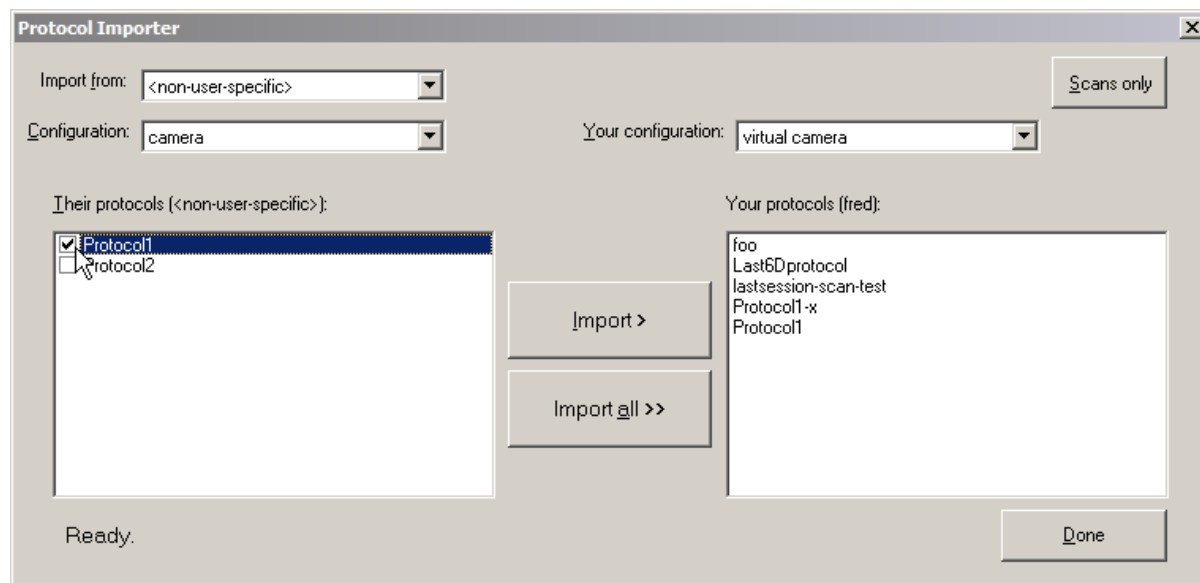 Protocol Importer
Import from: <non-user-specific>
Scans only
Configuration: camera
Your configuration: virtual camera
Their protocols (<non-user-specific>):
Protocol1
Protocol2
Import >
Import all >>
Your protocols (fred):
foo
Last6Dprotocol
lastsession-scan-test
Protocol1-x
Protocol1
Ready.
Done